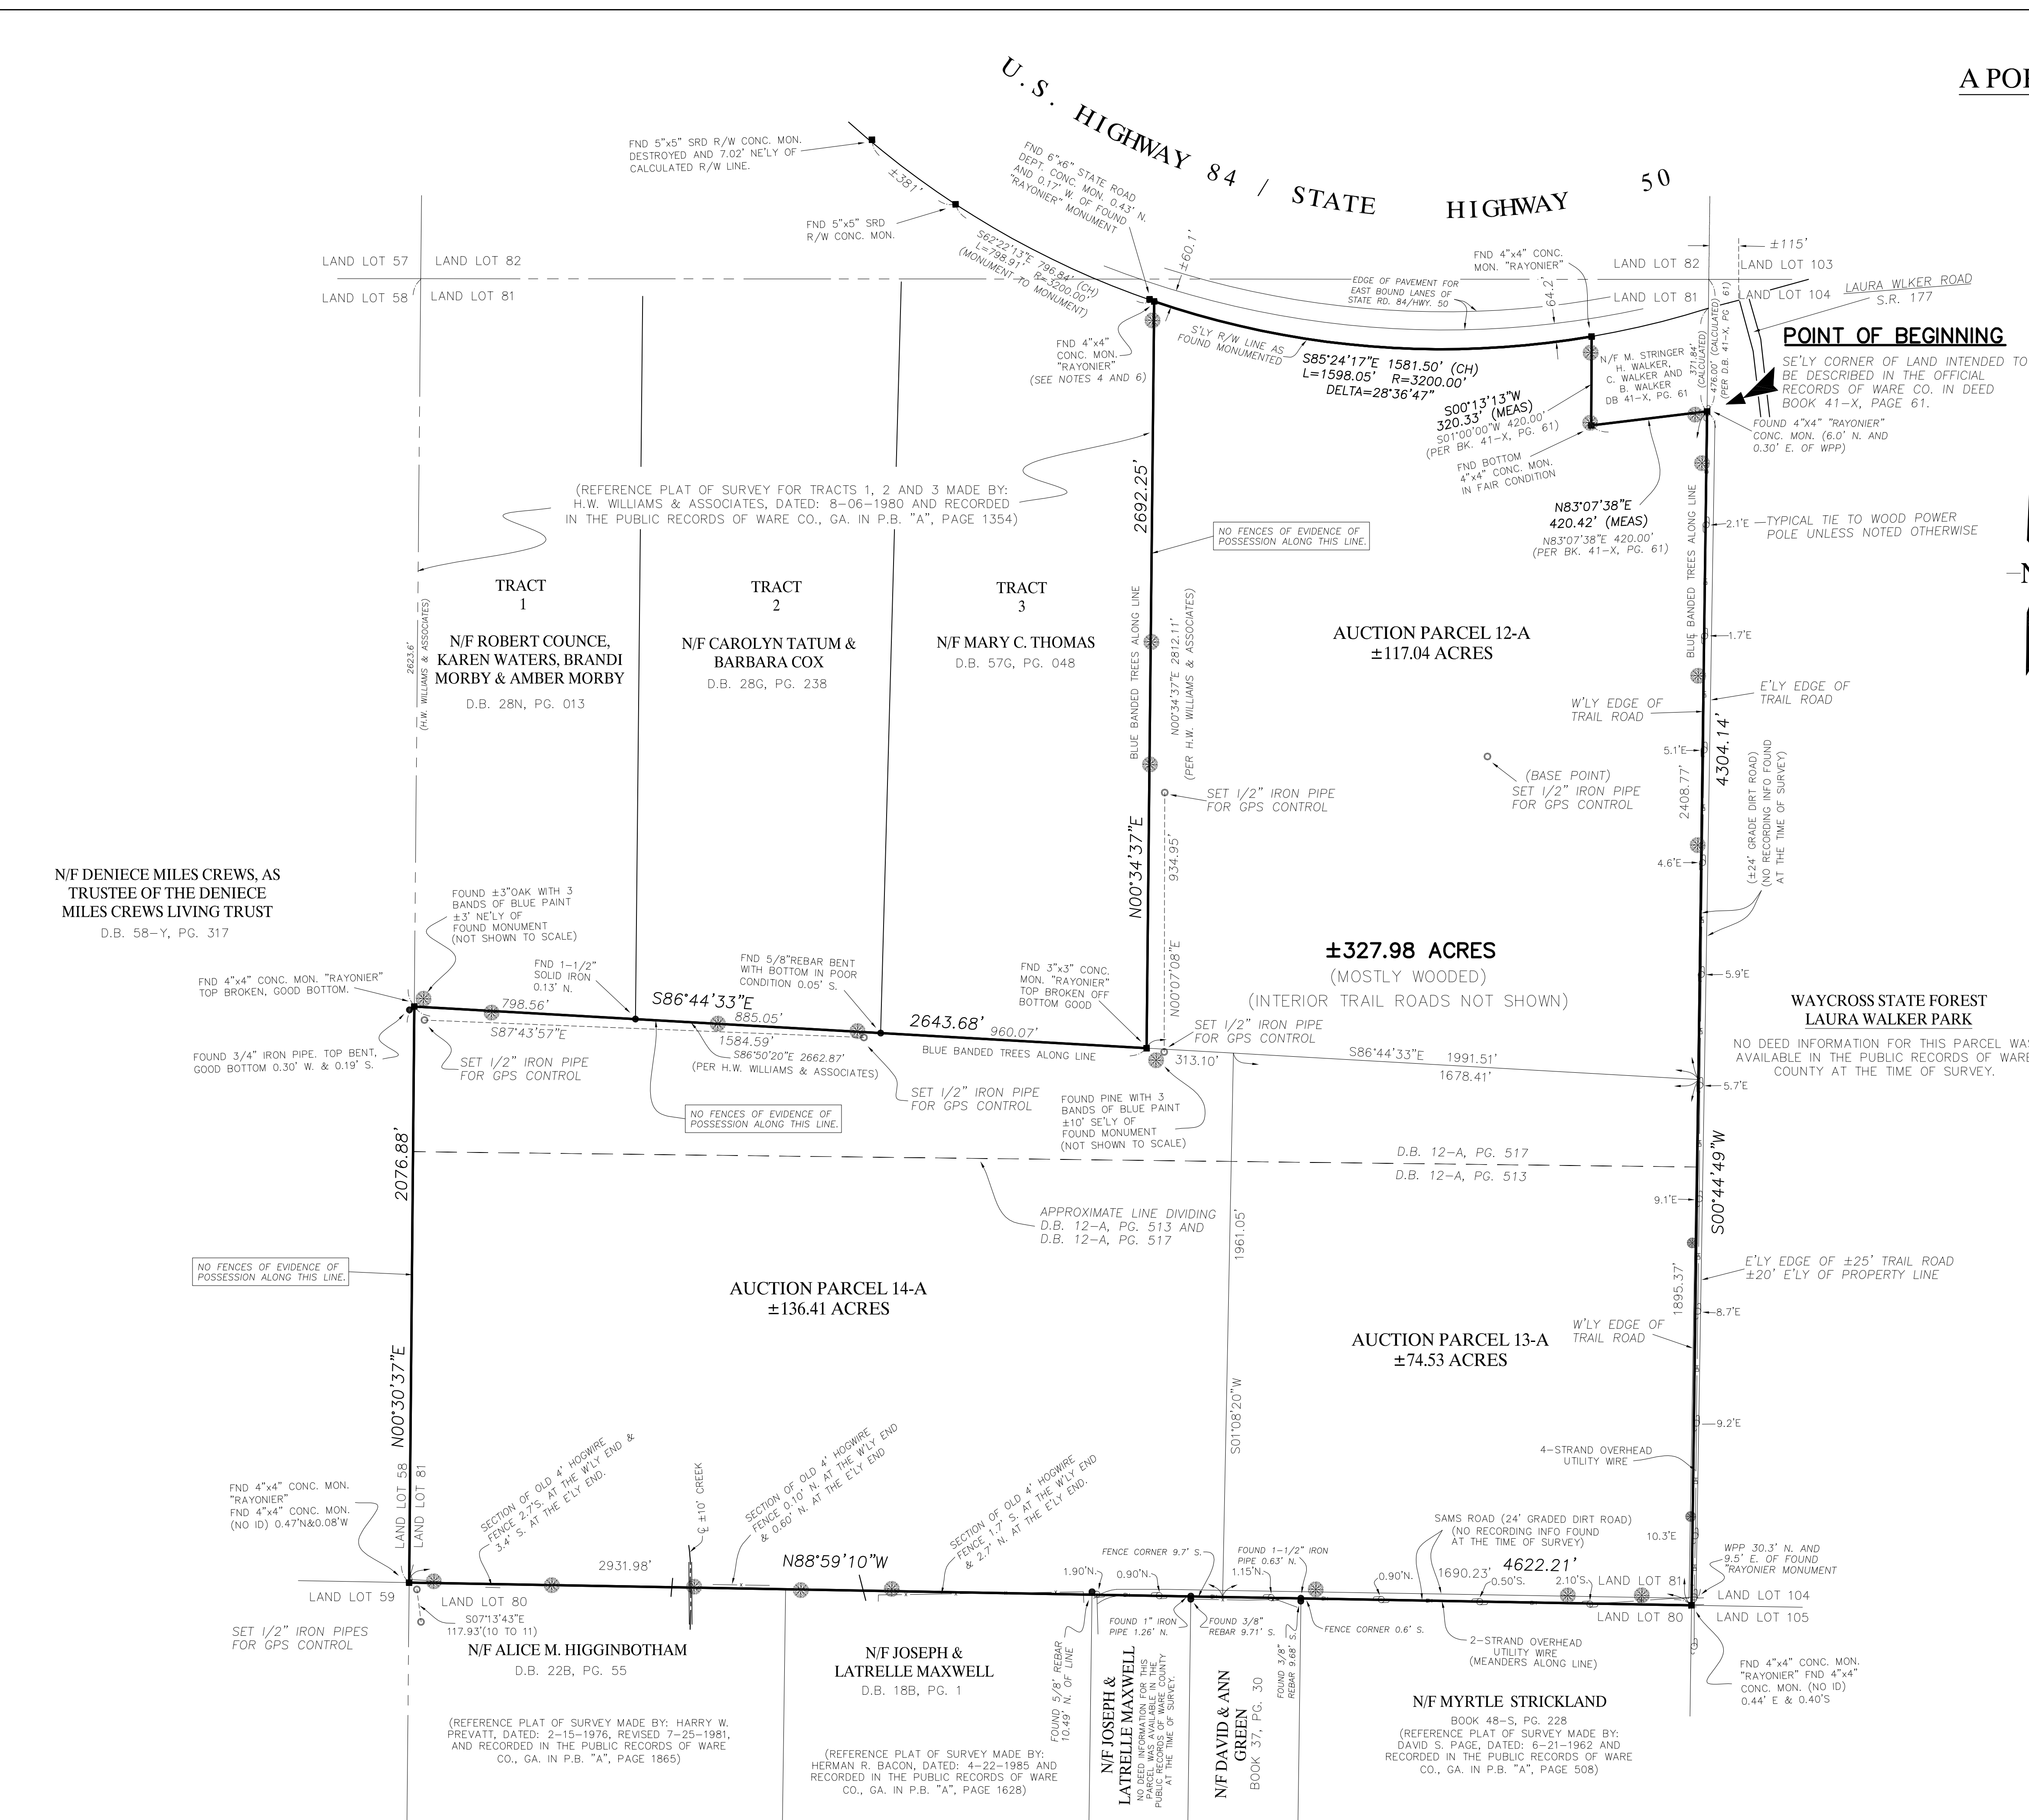 A POR
U.S. HIGHWAY 84 / STATE HIGHWAY 50
FND 5"x5" SRD R/W CONC. MON.
DESTROYED AND 7.02' NE'LY OF
CALCULATED R/W LINE.
±381'
FND 5"x5" SRD
R/W CONC. MON.
FND 6"x6" STATE ROAD
DEPT. CONC. MON. 0.43' N.
AND 0.17' W. OF FOUND
"RAYONIER" MONUMENT
S62°22'13"E 796.84' (CH)
L=798.91' R=3200.00'
(MONUMENT TO MONUMENT)
±60.1'
LAND LOT 57
LAND LOT 82
LAND LOT 58
LAND LOT 81
FND 4"x4" CONC.
MON. "RAYONIER"
EDGE OF PAVEMENT FOR
EAST BOUND LANES OF
STATE RD. 84/HWY. 50
64.2'
LAND LOT 82
LAND LOT 103
LAND LOT 81
LAND LOT 104
±115'
LAURA WLKER ROAD
S.R. 177
FND 4"x4"
CONC. MON.
"RAYONIER"
(SEE NOTES 4 AND 6)
S'LY R/W LINE AS
FOUND MONUMENTED
S85°24'17"E 1581.50' (CH)
L=1598.05' R=3200.00'
DELTA=28°36'47"
N/F M. STRINGER
H. WALKER,
C. WALKER AND
B. WALKER
DB 41-X, PG. 61
371.84'
(CALCULATED)
476.00' (CALCULATED)
(PER D.B. 41-X, PG 61)
POINT OF BEGINNING
SE'LY CORNER OF LAND INTENDED TO
BE DESCRIBED IN THE OFFICIAL
RECORDS OF WARE CO. IN DEED
BOOK 41-X, PAGE 61.
S00°13'13"W
320.33' (MEAS)
S01°00'00"W 420.00'
(PER BK. 41-X, PG. 61)
FND BOTTOM
4"x4" CONC. MON.
IN FAIR CONDITION
FOUND 4"x4" "RAYONIER"
CONC. MON. (6.0' N. AND
0.30' E. OF WPP)
N83°07'38"E
420.42' (MEAS)
N83°07'38"E 420.00'
(PER BK. 41-X, PG. 61)
(REFERENCE PLAT OF SURVEY FOR TRACTS 1, 2 AND 3 MADE BY:
H.W. WILLIAMS & ASSOCIATES, DATED: 8-06-1980 AND RECORDED
IN THE PUBLIC RECORDS OF WARE CO., GA. IN P.B. "A", PAGE 1354)
2692.25'
NO FENCES OF EVIDENCE OF
POSSESSION ALONG THIS LINE.
BLUE BANDED TREES ALONG LINE
2.1'E
TYPICAL TIE TO WOOD POWER
POLE UNLESS NOTED OTHERWISE
N
2623.6'
(H.W. WILLIAMS & ASSOCIATES)
TRACT
1
N/F ROBERT COUNCE,
KAREN WATERS, BRANDI
MORBY & AMBER MORBY
D.B. 28N, PG. 013
TRACT
2
N/F CAROLYN TATUM &
BARBARA COX
D.B. 28G, PG. 238
TRACT
3
N/F MARY C. THOMAS
D.B. 57G, PG. 048
BLUE BANDED TREES ALONG LINE
N00°34'37"E 2812.11'
(PER H.W. WILLIAMS & ASSOCIATES)
AUCTION PARCEL 12-A
±117.04 ACRES
1.7'E
W'LY EDGE OF
TRAIL ROAD
E'LY EDGE OF
TRAIL ROAD
5.1'E
4304.14'
2408.77'
(±24' GRADE DIRT ROAD)
(NO RECORDING INFO FOUND
AT THE TIME OF SURVEY)
SET 1/2" IRON PIPE
FOR GPS CONTROL
(BASE POINT)
SET 1/2" IRON PIPE
FOR GPS CONTROL
4.6'E
N00°34'37"E
934.95'
N00°07'08"E
N/F DENIECE MILES CREWS, AS
TRUSTEE OF THE DENIECE
MILES CREWS LIVING TRUST
D.B. 58-Y, PG. 317
FOUND ±3"OAK WITH 3
BANDS OF BLUE PAINT
±3' NE'LY OF
FOUND MONUMENT
(NOT SHOWN TO SCALE)
FND 4"x4" CONC. MON. "RAYONIER"
TOP BROKEN, GOOD BOTTOM.
FND 1-1/2"
SOLID IRON
0.13' N.
FND 5/8"REBAR BENT
WITH BOTTOM IN POOR
CONDITION 0.05' S.
FND 3"x3" CONC.
MON. "RAYONIER"
TOP BROKEN OFF
BOTTOM GOOD
±327.98 ACRES
(MOSTLY WOODED)
(INTERIOR TRAIL ROADS NOT SHOWN)
5.9'E
WAYCROSS STATE FOREST
LAURA WALKER PARK
NO DEED INFORMATION FOR THIS PARCEL WAS
AVAILABLE IN THE PUBLIC RECORDS OF WARE
COUNTY AT THE TIME OF SURVEY.
798.56'
S86°44'33"E
885.05'
2643.68'
960.07'
S87°43'57"E
1584.59'
S86°50'20"E 2662.87'
(PER H.W. WILLIAMS & ASSOCIATES)
BLUE BANDED TREES ALONG LINE
SET 1/2" IRON PIPE
FOR GPS CONTROL
313.10'
S86°44'33"E 1991.51'
1678.41'
5.7'E
FOUND 3/4" IRON PIPE. TOP BENT,
GOOD BOTTOM 0.30' W. & 0.19' S.
SET 1/2" IRON PIPE
FOR GPS CONTROL
SET 1/2" IRON PIPE
FOR GPS CONTROL
NO FENCES OF EVIDENCE OF
POSSESSION ALONG THIS LINE.
FOUND PINE WITH 3
BANDS OF BLUE PAINT
±10' SE'LY OF
FOUND MONUMENT
(NOT SHOWN TO SCALE)
2076.88'
D.B. 12-A, PG. 517
D.B. 12-A, PG. 513
S00°44'49"W
9.1'E
APPROXIMATE LINE DIVIDING
D.B. 12-A, PG. 513 AND
D.B. 12-A, PG. 517
1961.05'
NO FENCES OF EVIDENCE OF
POSSESSION ALONG THIS LINE.
E'LY EDGE OF ±25' TRAIL ROAD
±20' E'LY OF PROPERTY LINE
AUCTION PARCEL 14-A
±136.41 ACRES
1895.37'
8.7'E
AUCTION PARCEL 13-A
±74.53 ACRES
W'LY EDGE OF
TRAIL ROAD
N00°30'37"E
S01°08'20"W
9.2'E
4-STRAND OVERHEAD
UTILITY WIRE
FND 4"x4" CONC. MON.
"RAYONIER"
FND 4"x4" CONC. MON.
(NO ID) 0.47'N&0.08'W
LAND LOT 58
LAND LOT 81
SECTION OF OLD 4' HOGWIRE
FENCE 2.7'S. AT THE W'LY END &
3.4' S. AT THE E'LY END.
℄ ±10' CREEK
SECTION OF OLD 4' HOGWIRE
FENCE 0.10' N. AT THE W'LY END
& 0.60' N. AT THE E'LY END
SECTION OF OLD 4' HOGWIRE
FENCE 1.7' S. AT THE W'LY END
& 2.7' N. AT THE E'LY END.
SAMS ROAD (24' GRADED DIRT ROAD)
(NO RECORDING INFO FOUND
AT THE TIME OF SURVEY)
10.3'E
WPP 30.3' N. AND
9.5' E. OF FOUND
"RAYONIER MONUMENT
2931.98'
N88°59'10"W
1.90'N.
FENCE CORNER 9.7' S.
0.90'N.
FOUND 1-1/2" IRON
PIPE 0.63' N.
1.15'N.
0.90'N.
1690.23'
4622.21'
0.50'S.
2.10'S.
LAND LOT 81
LAND LOT 104
LAND LOT 59
LAND LOT 80
LAND LOT 80
LAND LOT 105
S07°13'43"E
117.93'(10 TO 11)
SET 1/2" IRON PIPES
FOR GPS CONTROL
FOUND 5/8' REBAR
10.49' N. OF LINE
FOUND 1" IRON
PIPE 1.26' N.
FOUND 3/8"
REBAR 9.71' S.
FOUND 3/8"
REBAR 9.68' S.
FENCE CORNER 0.6' S.
2-STRAND OVERHEAD
UTILITY WIRE
(MEANDERS ALONG LINE)
FND 4"x4" CONC. MON.
"RAYONIER" FND 4"x4"
CONC. MON. (NO ID)
0.44' E & 0.40'S
N/F ALICE M. HIGGINBOTHAM
D.B. 22B, PG. 55
(REFERENCE PLAT OF SURVEY MADE BY: HARRY W.
PREVATT, DATED: 2-15-1976, REVISED 7-25-1981,
AND RECORDED IN THE PUBLIC RECORDS OF WARE
CO., GA. IN P.B. "A", PAGE 1865)
N/F JOSEPH &
LATRELLE MAXWELL
D.B. 18B, PG. 1
(REFERENCE PLAT OF SURVEY MADE BY:
HERMAN R. BACON, DATED: 4-22-1985 AND
RECORDED IN THE PUBLIC RECORDS OF WARE
CO., GA. IN P.B. "A", PAGE 1628)
N/F JOSEPH &
LATRELLE MAXWELL
NO DEED INFORMATION FOR THIS
PARCEL WAS AVAILABLE IN THE
PUBLIC RECORDS OF WARE COUNTY
AT THE TIME OF SURVEY.
N/F DAVID & ANN
GREEN
BOOK 37, PG. 30
N/F MYRTLE STRICKLAND
BOOK 48-S, PG. 228
(REFERENCE PLAT OF SURVEY MADE BY:
DAVID S. PAGE, DATED: 6-21-1962 AND
RECORDED IN THE PUBLIC RECORDS OF WARE
CO., GA. IN P.B. "A", PAGE 508)